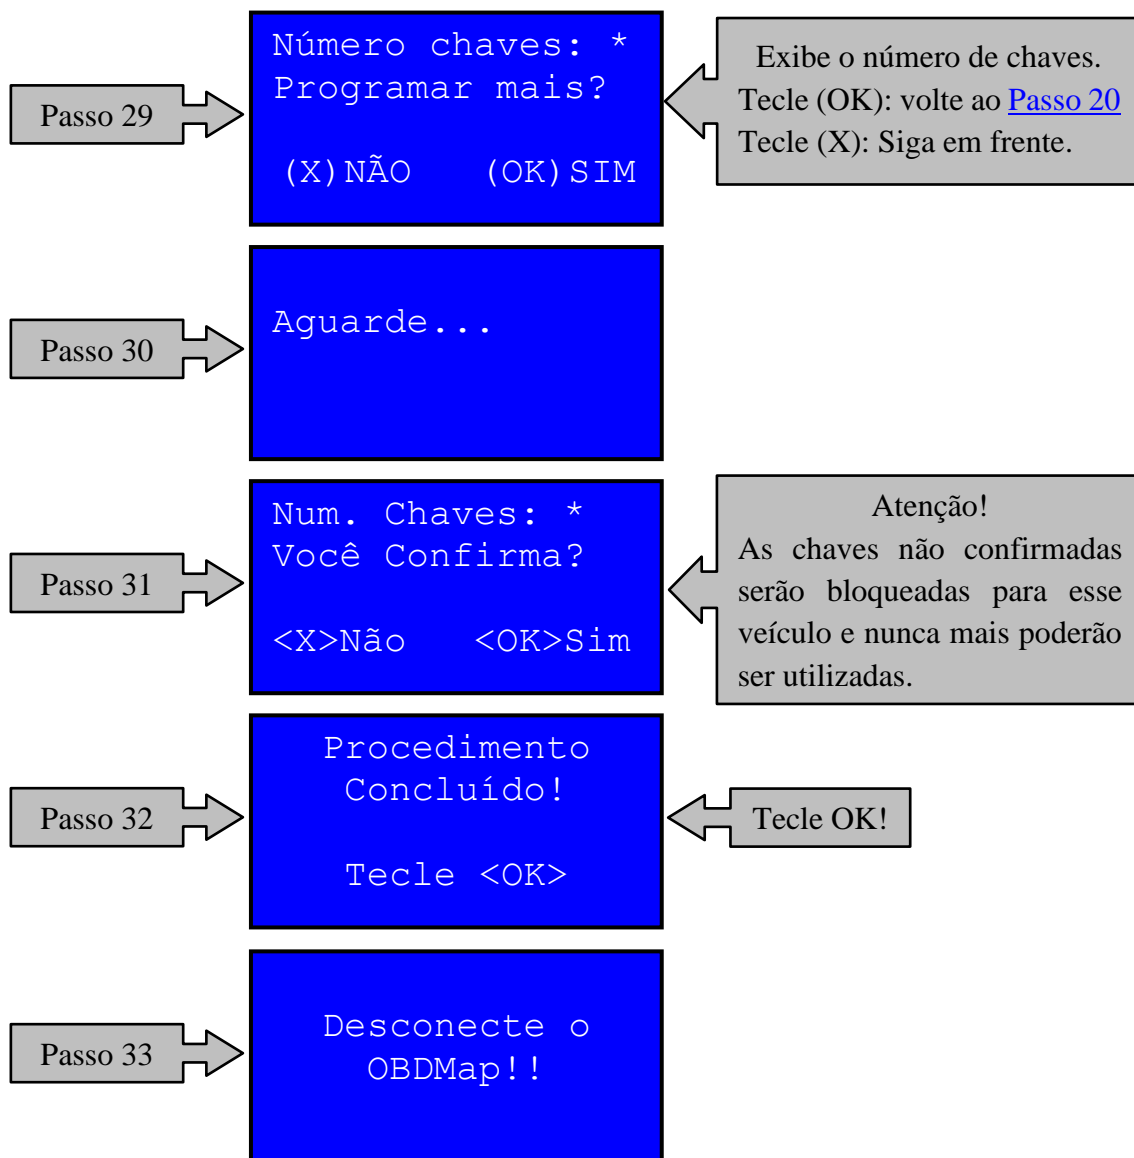 Passo 29
Número chaves: *
Programar mais?
(X)NÃO (OK)SIM
Exibe o número de chaves.
Tecle (OK): volte ao Passo 20
Tecle (X): Siga em frente.
Passo 30
Aguarde...
Passo 31
Num. Chaves: *
Você Confirma?
<X>Não <OK>Sim
Atenção!
As chaves não confirmadas
serão bloqueadas para esse
veículo e nunca mais poderão
ser utilizadas.
Passo 32
Procedimento
Concluído!
Tecle <OK>
Tecle OK!
Passo 33
Desconecte o
OBDMap!!